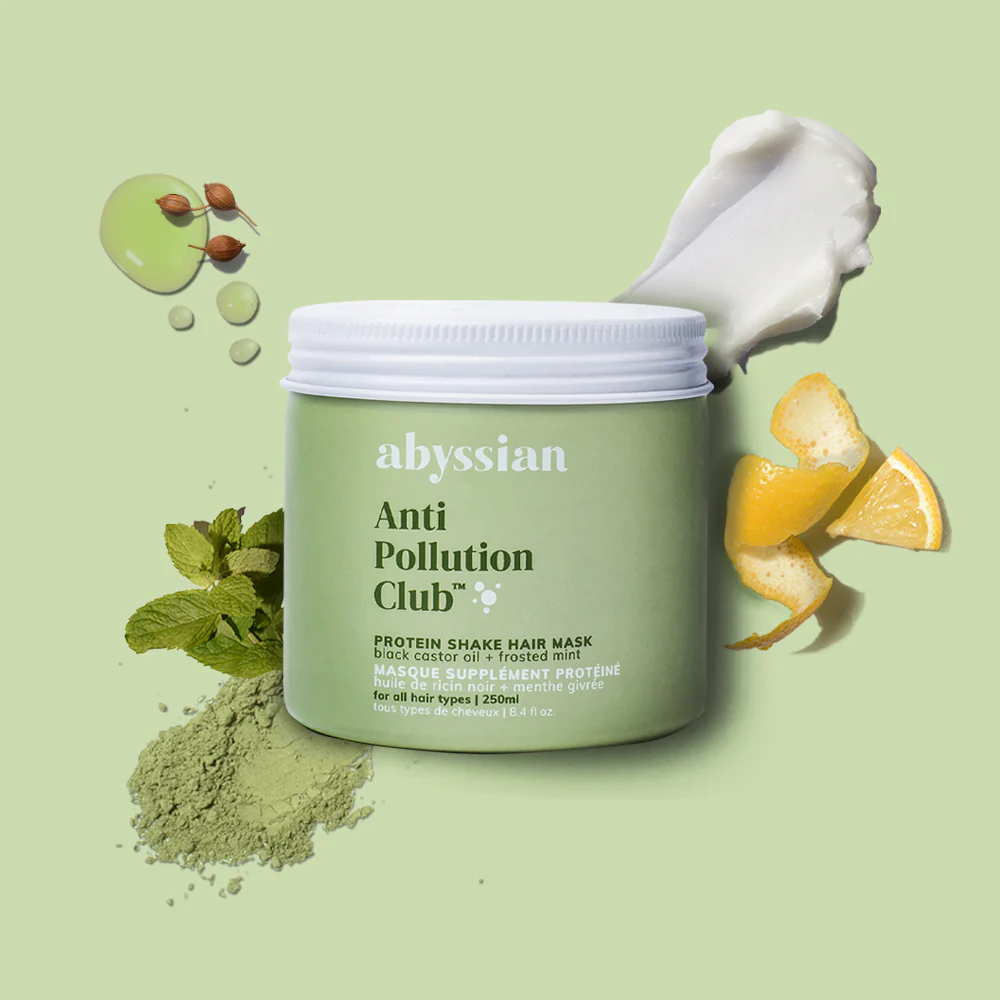 abyssian
Anti
Pollution
Club™
PROTEIN SHAKE HAIR MASK
black castor oil + frosted mint
MASQUE SUPPLÉMENT PROTÉINÉ
huile de ricin noir + menthe givrée
for all hair types | 250ml
tous types de cheveux | 8.4 fl oz.